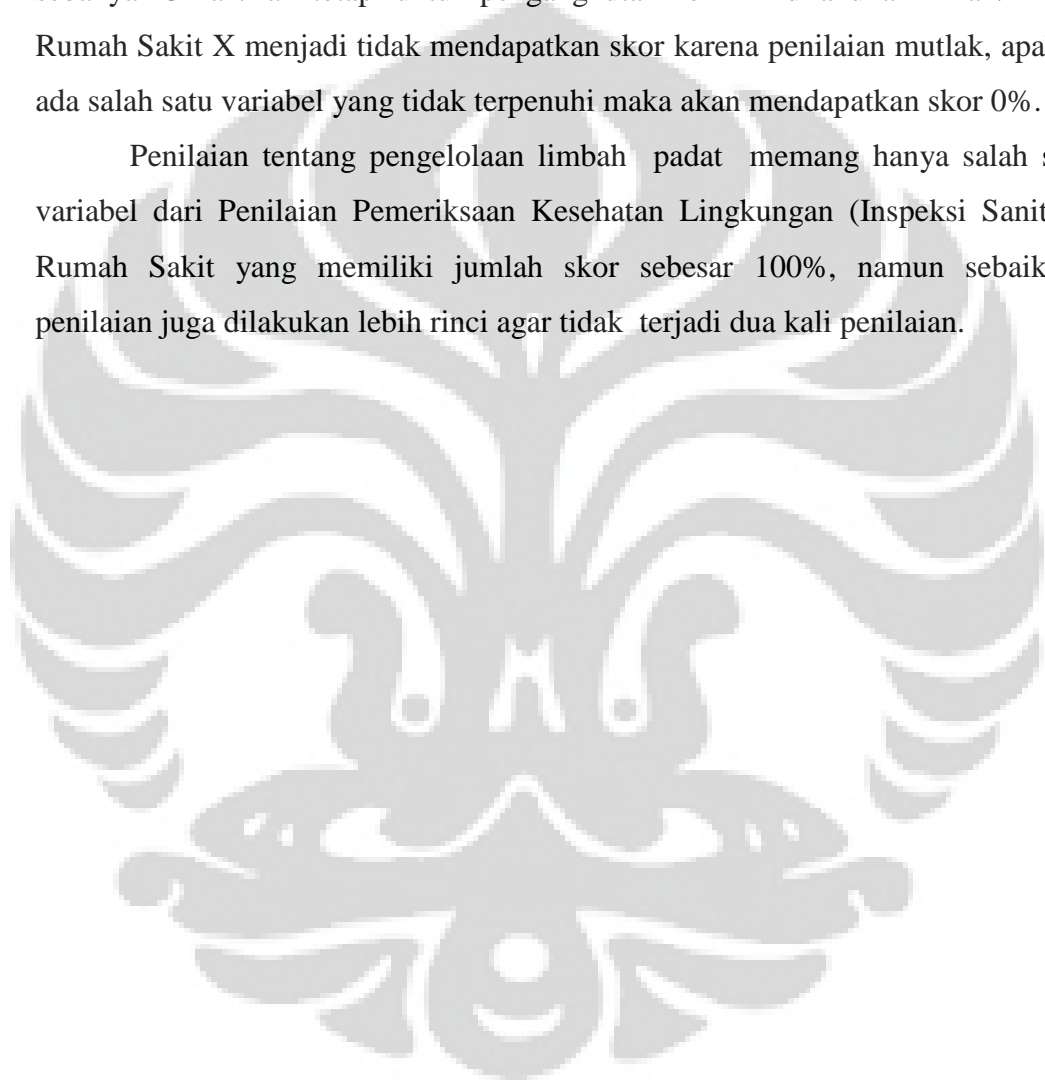 Rumah Sakit X menjadi tidak mendapatkan skor karena penilaian mutlak, apa
ada salah satu variabel yang tidak terpenuhi maka akan mendapatkan skor 0%.
Penilaian tentang pengelolaan limbah padat memang hanya salah s
variabel dari Penilaian Pemeriksaan Kesehatan Lingkungan (Inspeksi Sanit
Rumah Sakit yang memiliki jumlah skor sebesar 100%, namun sebaik
penilaian juga dilakukan lebih rinci agar tidak terjadi dua kali penilaian.